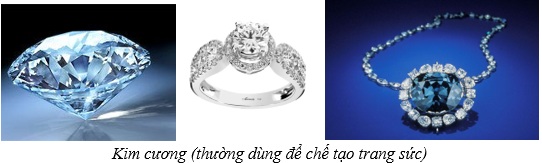 Kim cương (thường dùng để chế tạo trang sức)